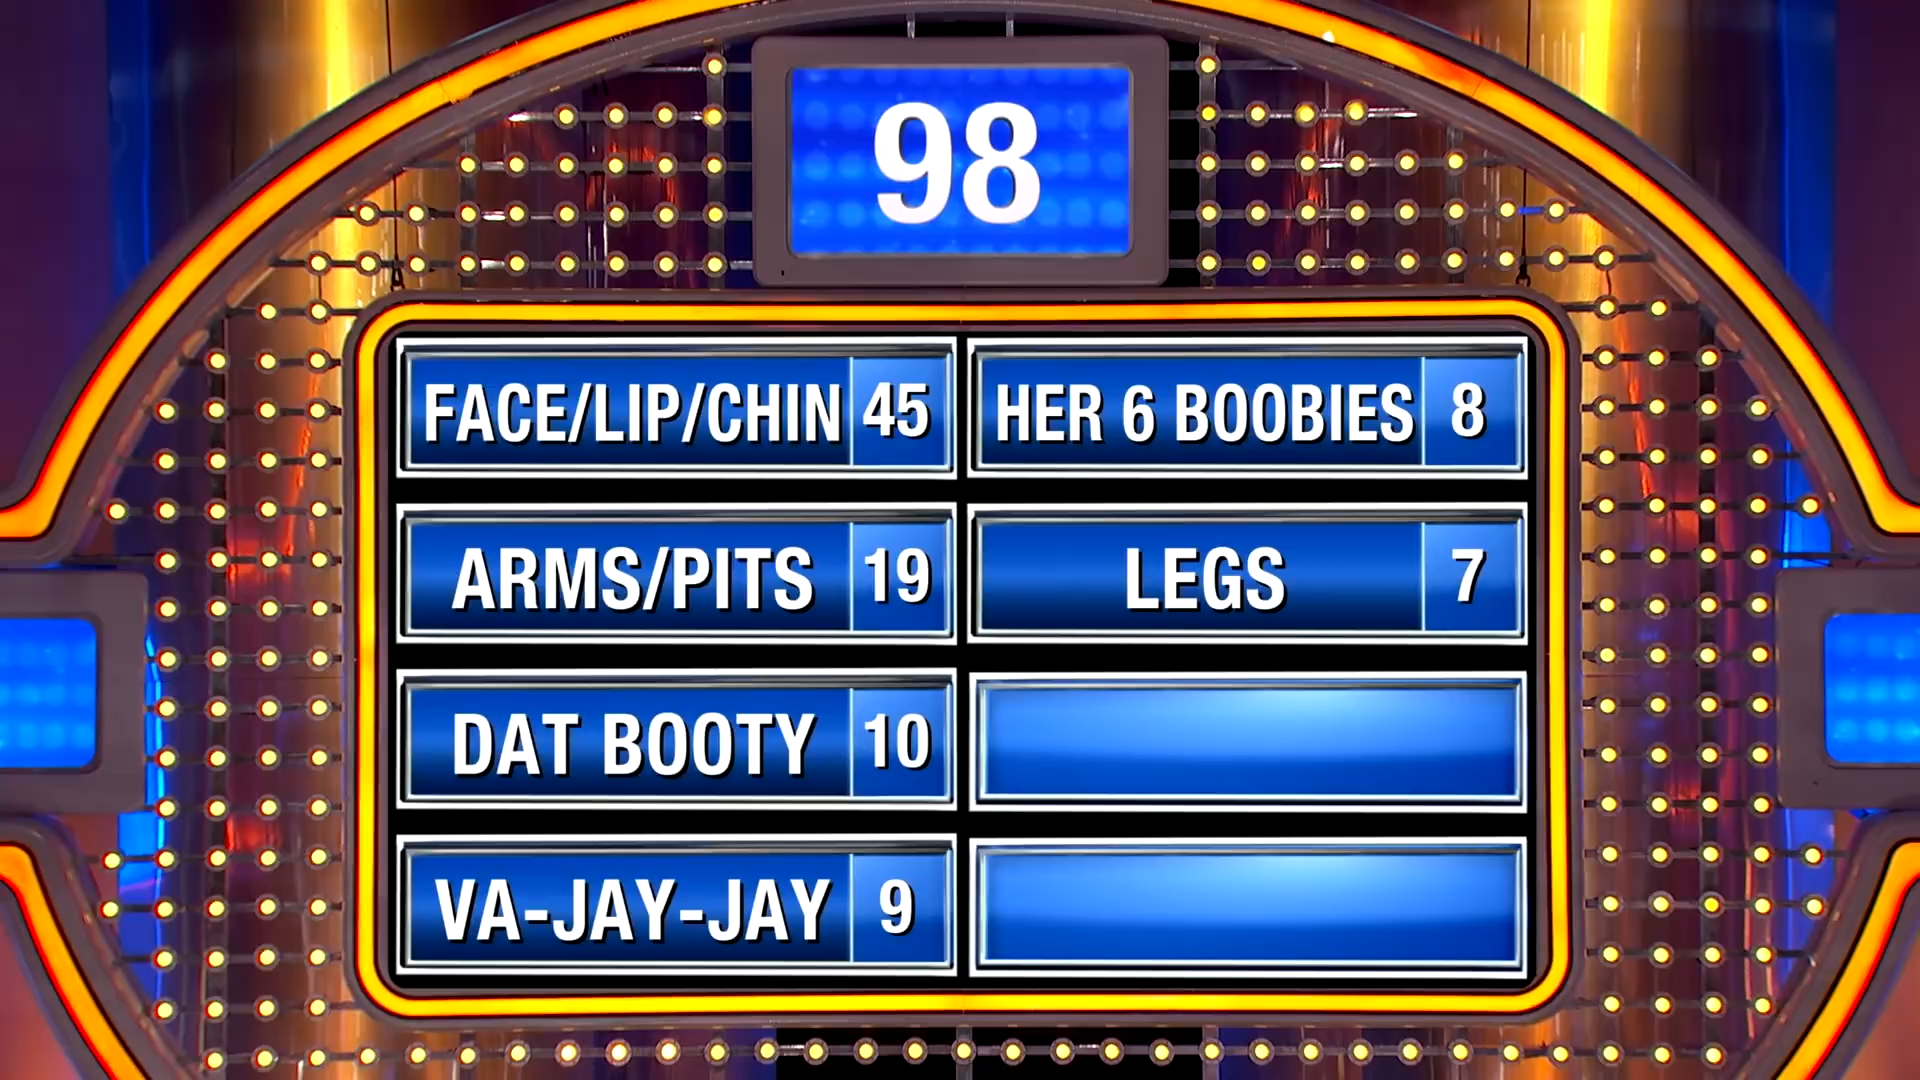 98
FACE/LIP/CHIN 45
ARMS/PITS 19
DAT BOOTY 10
VA-JAY-JAY 9
HER 6 BOOBIES 8
LEGS 7